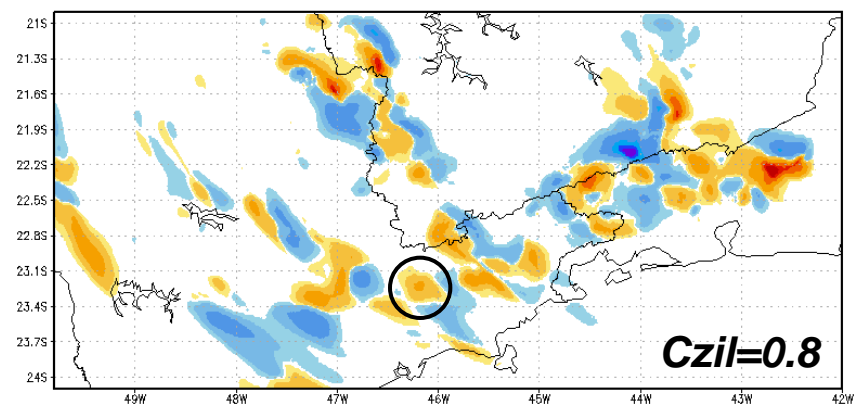 21S
21.3S
21.6S
21.9S
22.2S
22.5S
22.8S
23.1S
23.4S
23.7S
24S
Czil=0.8
49W 48W 47W 46W 45W 44W 43W 42W